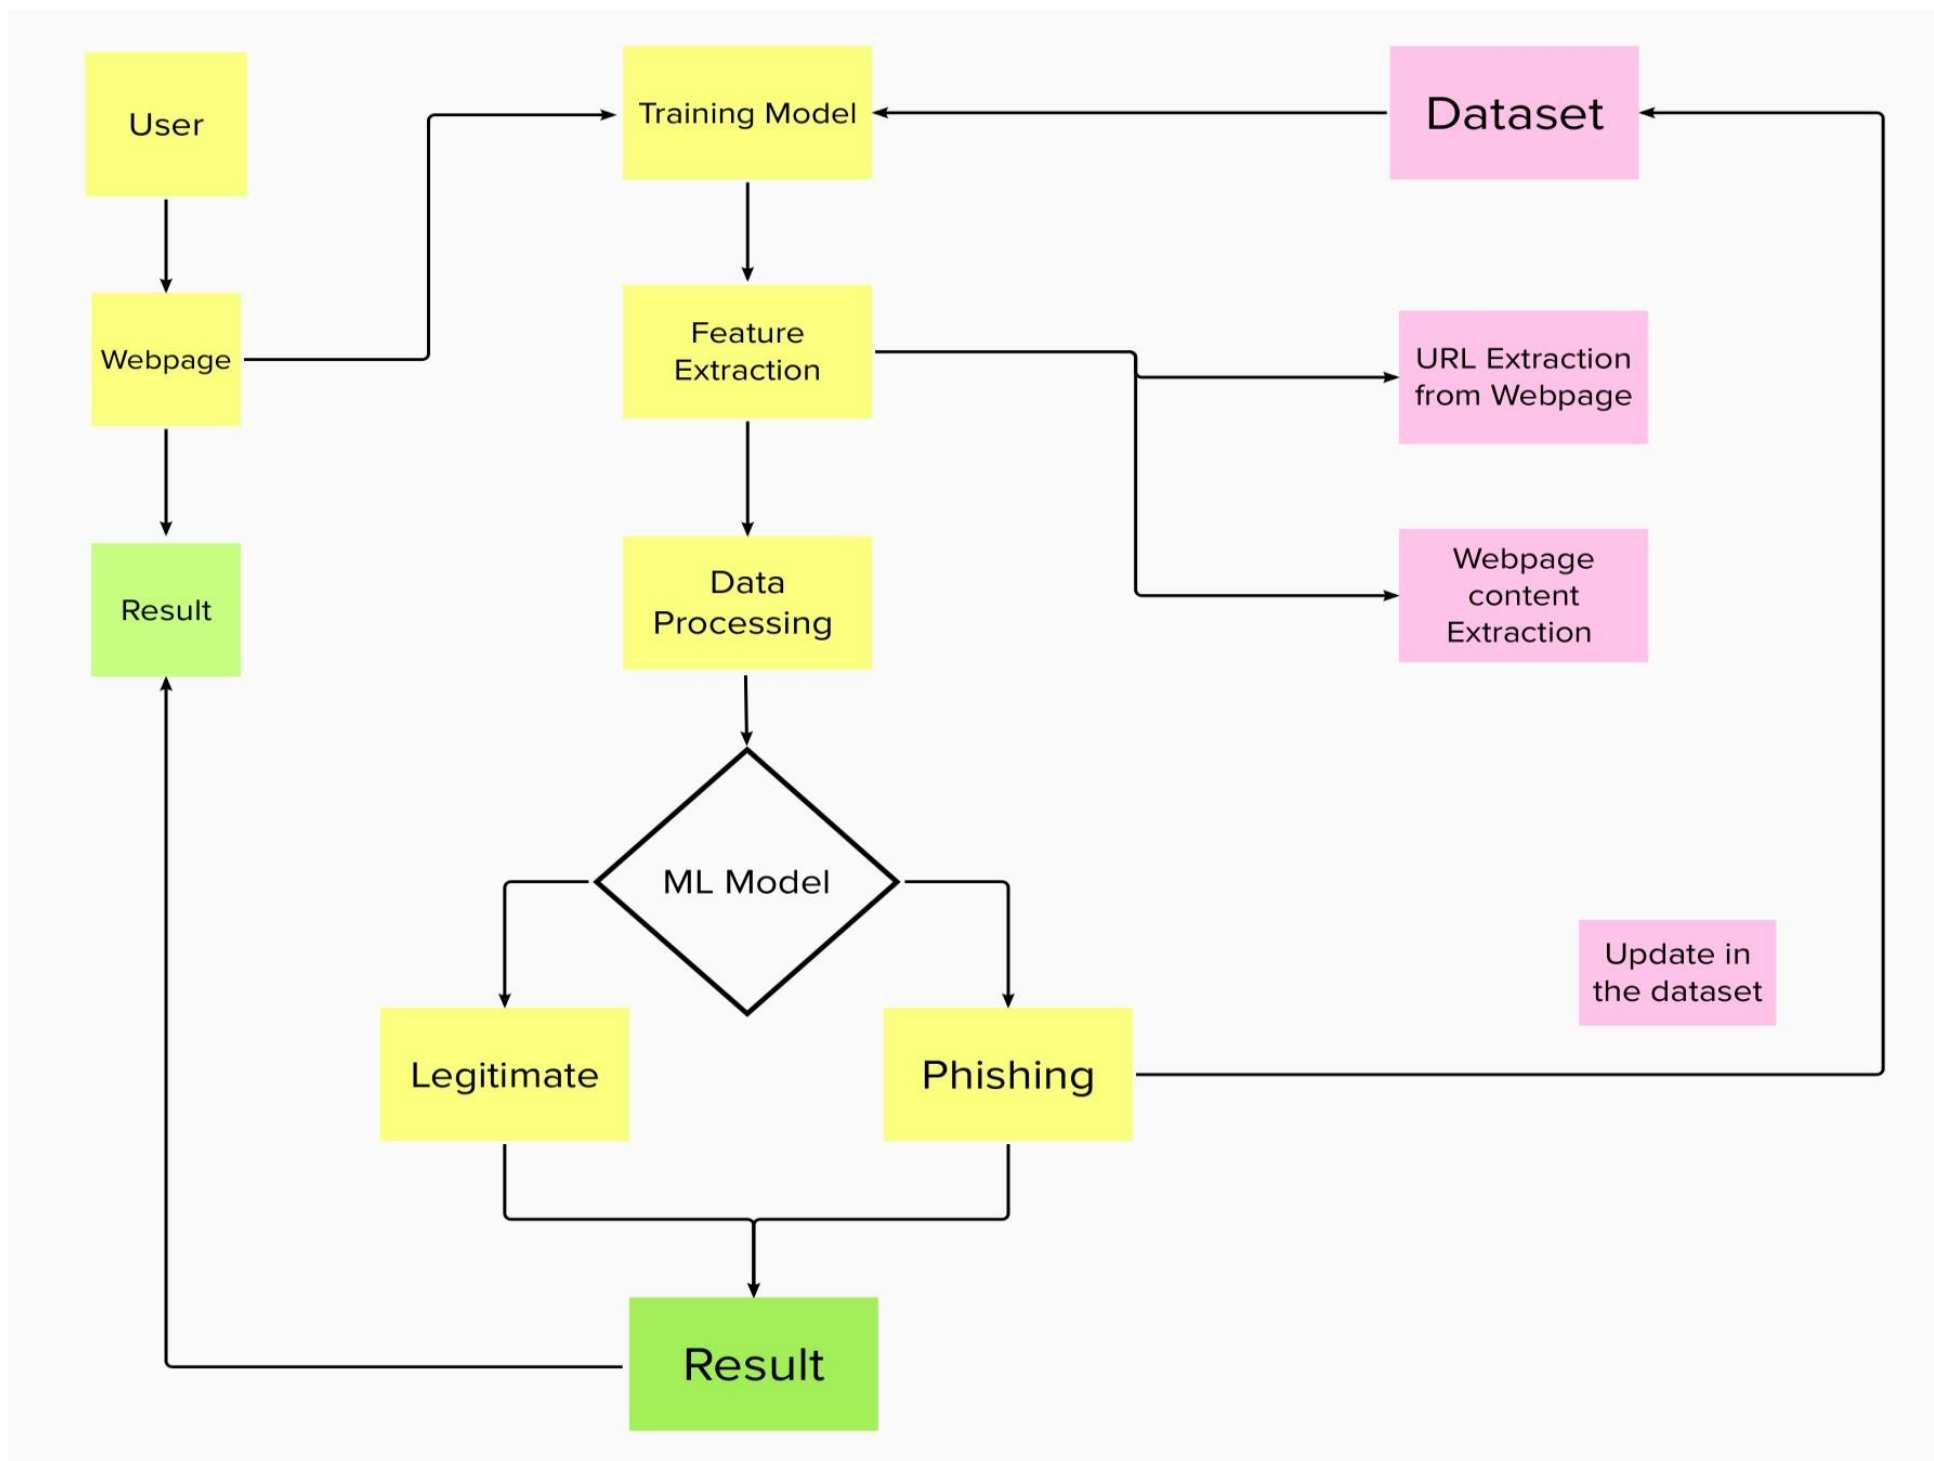 User
Training Model
Dataset
Webpage
Feature
Extraction
URL Extraction
from Webpage
Result
Data
Processing
Webpage
content
Extraction
ML Model
Update in
the dataset
Legitimate
Phishing
Result